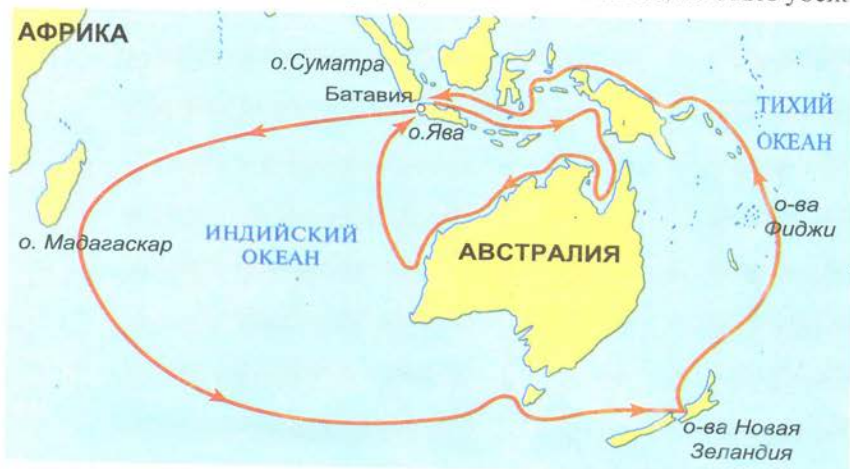 АФРИКА
о.Суматра
Батавия
о.Ява
ТИХИЙ
ОКЕАН
о-ва
Фиджи
о. Мадагаскар
ИНДИЙСКИЙ
ОКЕАН
АВСТРАЛИЯ
о-ва Новая
Зеландия